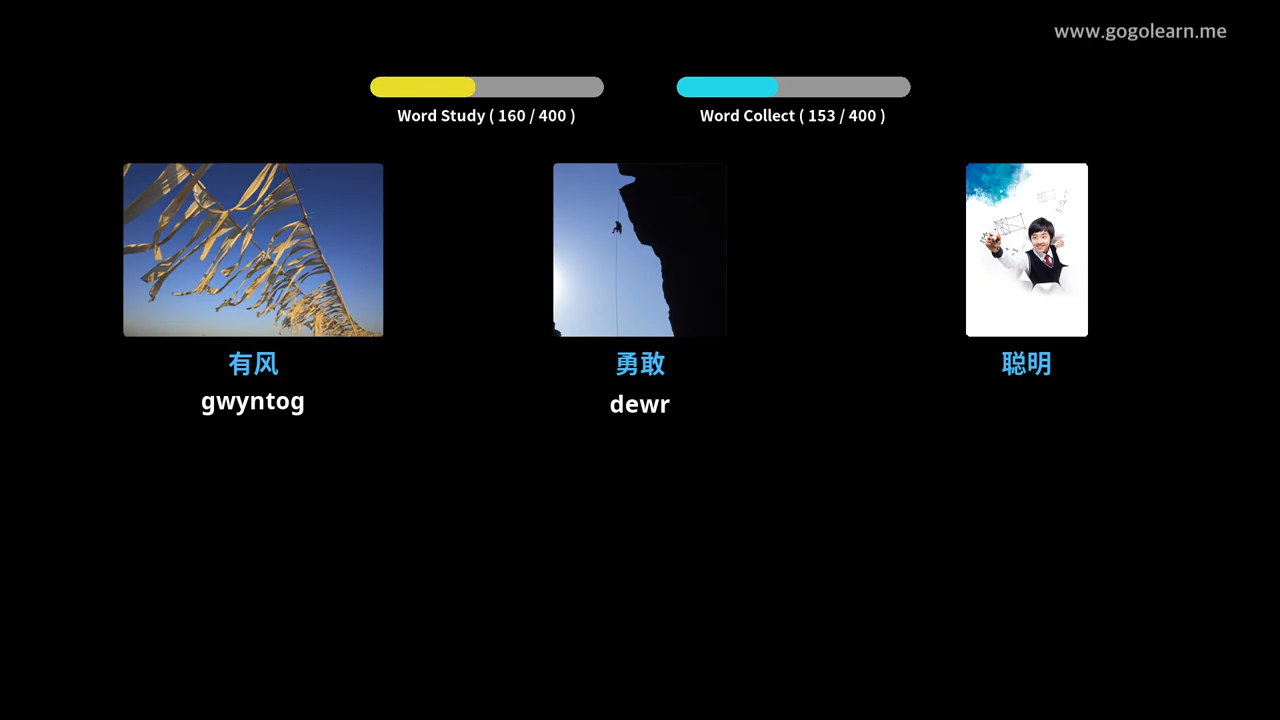 www.gogolearn.me
Word Study ( 160 / 400 )
Word Collect ( 153 / 400 )
有风
勇敢
聪明
gwyntog
dewr